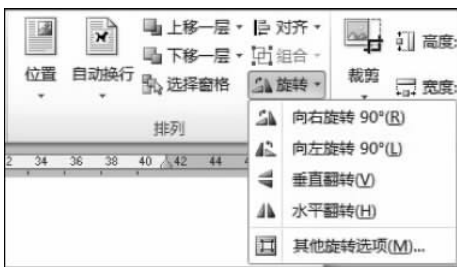 位置 自动换行 上移一层 对齐 裁剪 高度:
下移一层 组合 宽度:
选择窗格 旋转
排列
2 34 36 38 40 42 44
向右旋转 90°(R)
向左旋转 90°(L)
垂直翻转(V)
水平翻转(H)
其他旋转选项(M)...